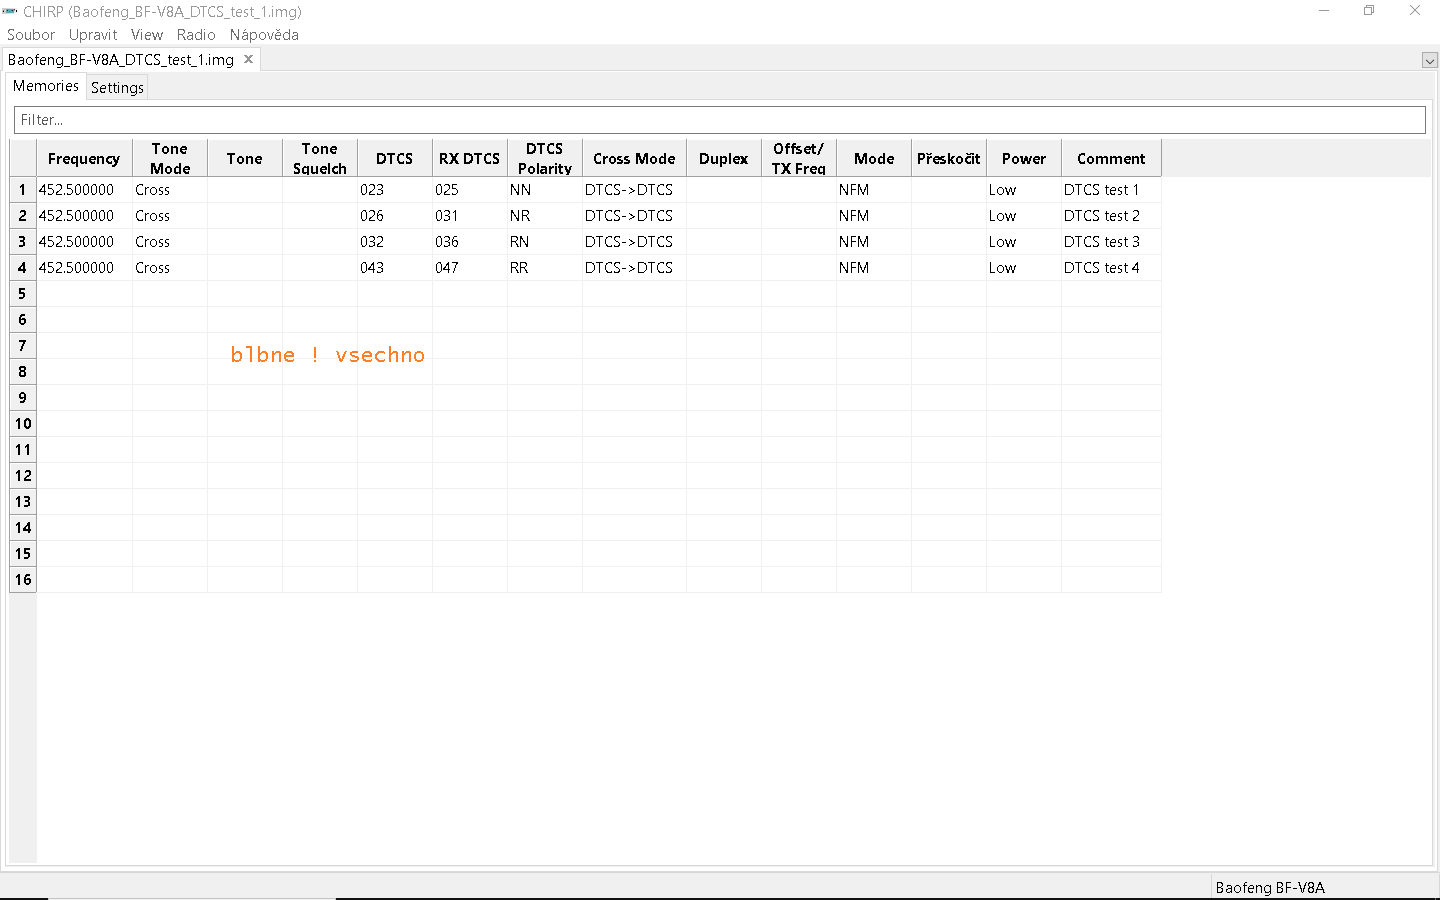 CHIRP (Baofeng_BF-V8A_DTCS_test_1.img)
Soubor Upravit View Radio Nápověda
Baofeng_BF-V8A_DTCS_test_1.img
Memories Settings
Filter...
Frequency Tone Mode Tone Tone Squelch DTCS RX DTCS DTCS Polarity Cross Mode Duplex Offset/ TX Freq Mode Přeskočit Power Comment
1 452.500000 Cross 023 025 NN DTCS->DTCS NFM Low DTCS test 1
2 452.500000 Cross 026 031 NR DTCS->DTCS NFM Low DTCS test 2
3 452.500000 Cross 032 036 RN DTCS->DTCS NFM Low DTCS test 3
4 452.500000 Cross 043 047 RR DTCS->DTCS NFM Low DTCS test 4
5
6
7
blbne ! vsechno
8
9
10
11
12
13
14
15
16
Baofeng BF-V8A